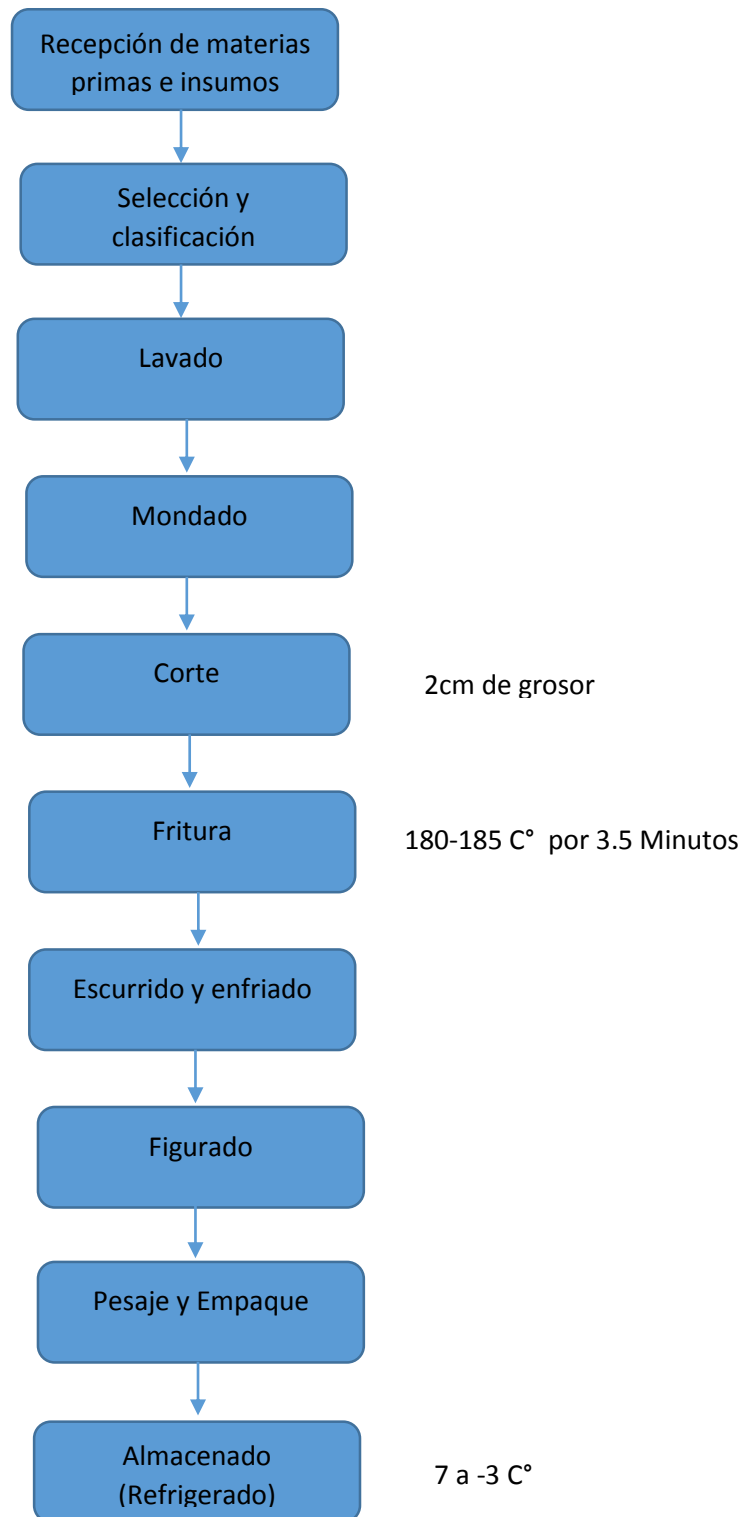 Recepción de materias
primas e insumos
Selección y
clasificación
Lavado
Mondado
Corte
2cm de grosor
Fritura
180-185 C° por 3.5 Minutos
Escurrido y enfriado
Figurado
Pesaje y Empaque
Almacenado
(Refrigerado)
7 a -3 C°